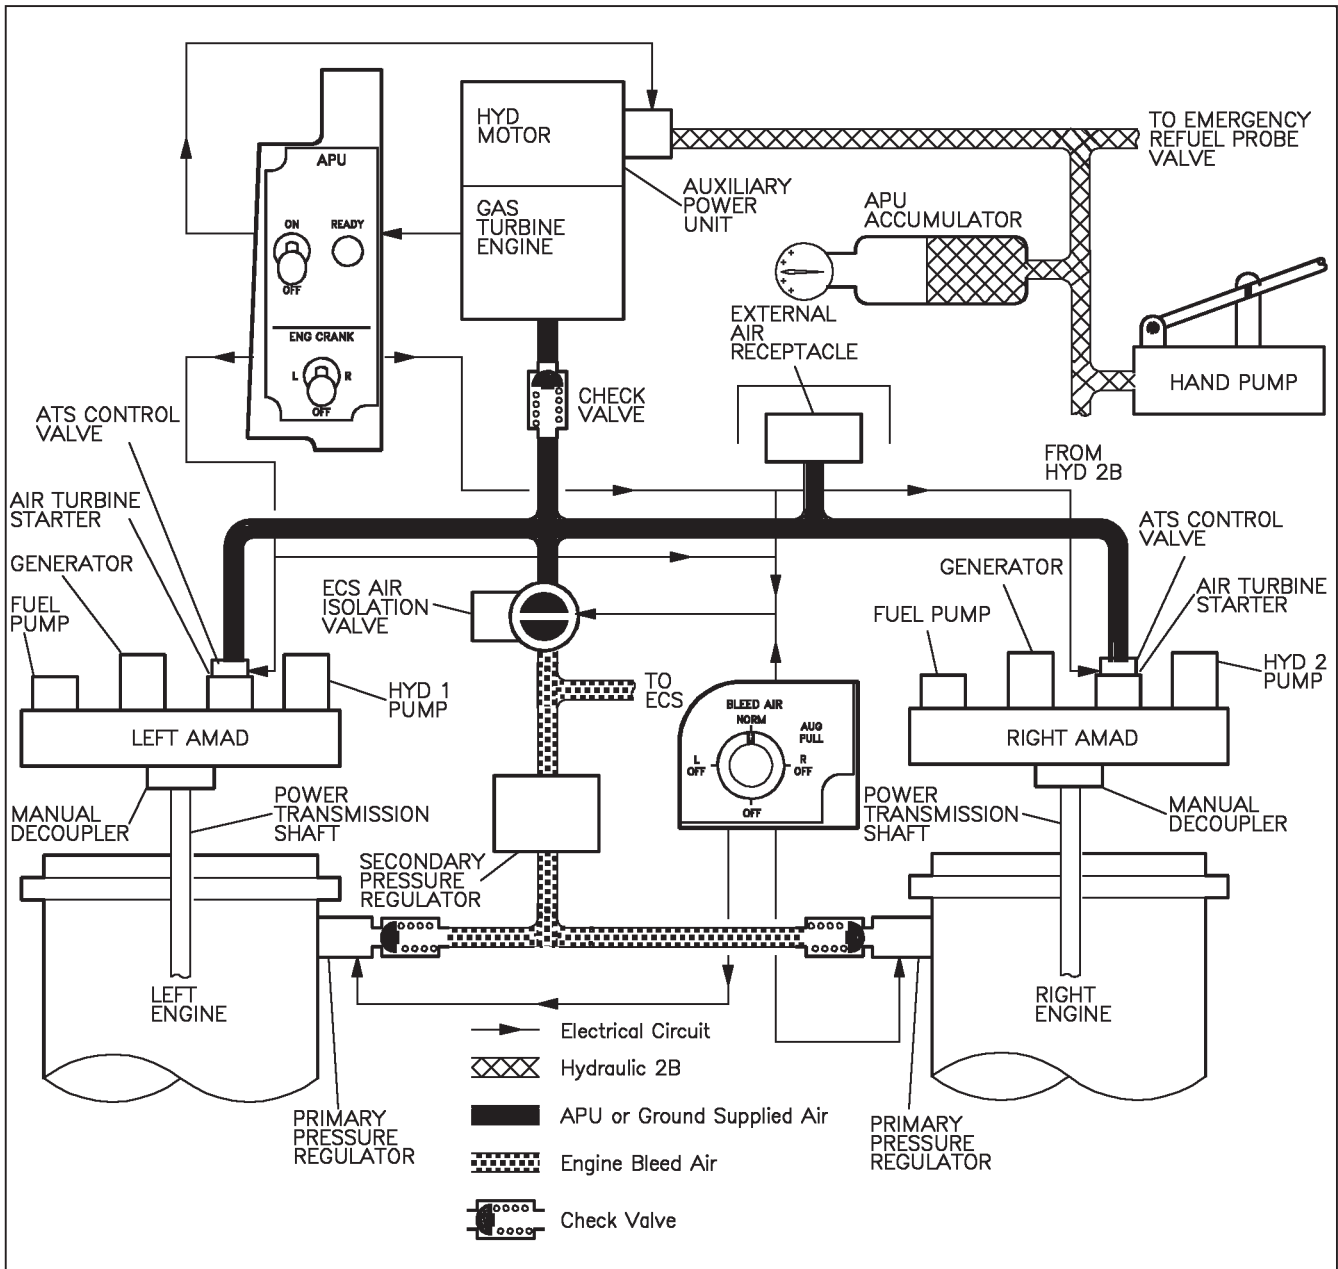 HYD
MOTOR
TO EMERGENCY
REFUEL PROBE
VALVE
APU
AUXILIARY
POWER
UNIT
APU
ACCUMULATOR
GAS
TURBINE
ENGINE
ON
READY
OFF
EXTERNAL
AIR
RECEPTACLE
ENG CRANK
L
R
OFF
HAND PUMP
CHECK
VALVE
ATS CONTROL
VALVE
FROM
HYD 2B
AIR TURBINE
STARTER
ATS CONTROL
VALVE
GENERATOR
GENERATOR
ECS AIR
ISOLATION
VALVE
AIR TURBINE
STARTER
FUEL
PUMP
FUEL PUMP
HYD 1
PUMP
TO
ECS
HYD 2
PUMP
BLEED AIR
NORM
AUG
PULL
L
OFF
R
OFF
OFF
LEFT AMAD
RIGHT AMAD
MANUAL
DECOUPLER
POWER
TRANSMISSION
SHAFT
POWER
TRANSMISSION
SHAFT
MANUAL
DECOUPLER
SECONDARY
PRESSURE
REGULATOR
LEFT
ENGINE
RIGHT
ENGINE
Electrical Circuit
Hydraulic 2B
APU or Ground Supplied Air
Engine Bleed Air
Check Valve
PRIMARY
PRESSURE
REGULATOR
PRIMARY
PRESSURE
REGULATOR